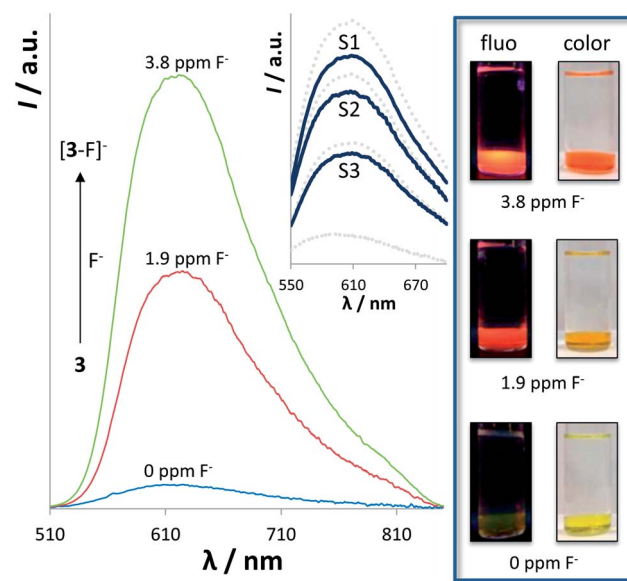 I / a.u.
3.8 ppm F-
[3-F]-
F-
3
1.9 ppm F-
0 ppm F-
510 610 710 810
λ / nm
I / a.u.
S1
S2
S3
550 610 670
λ / nm
fluo color
3.8 ppm F-
1.9 ppm F-
0 ppm F-